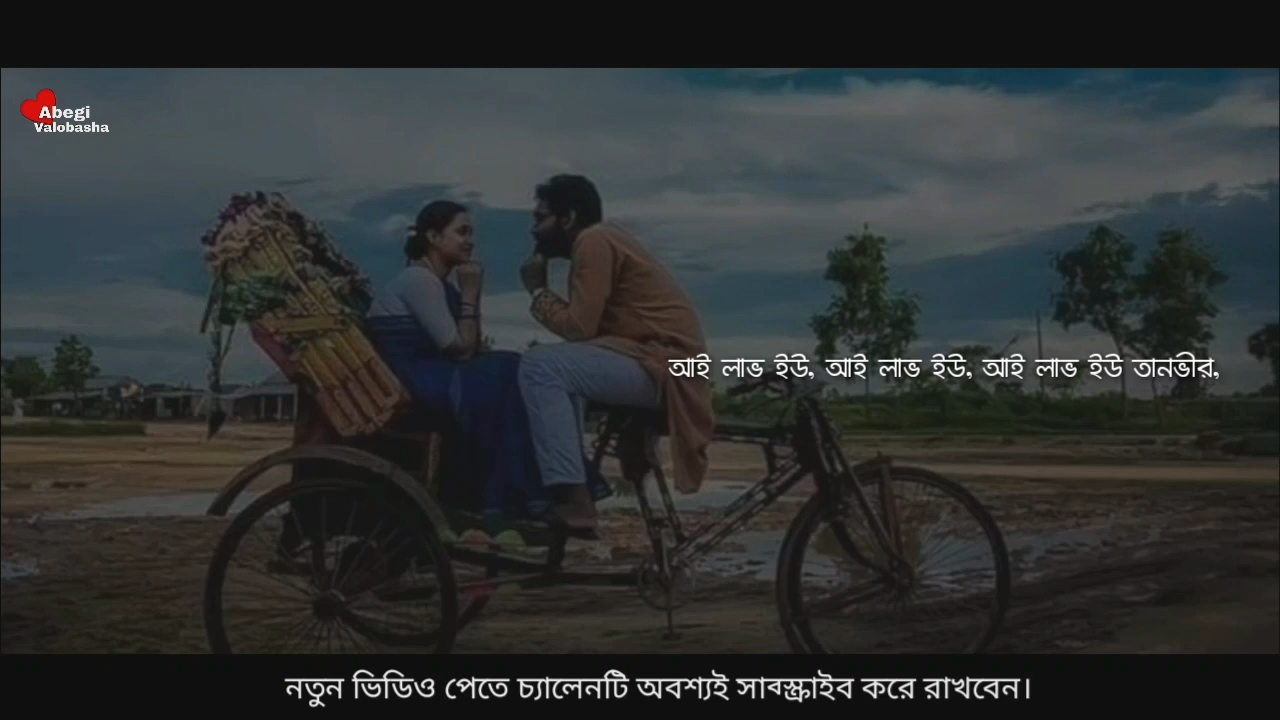 Abegi
Valobasha
আই লাভ ইউ, আই লাভ ইউ, আই লাভ ইউ তানভীর,
নতুন ভিডিও পেতে চ্যালেনটি অবশ্যই সাবস্ক্রাইব করে রাখবেন।